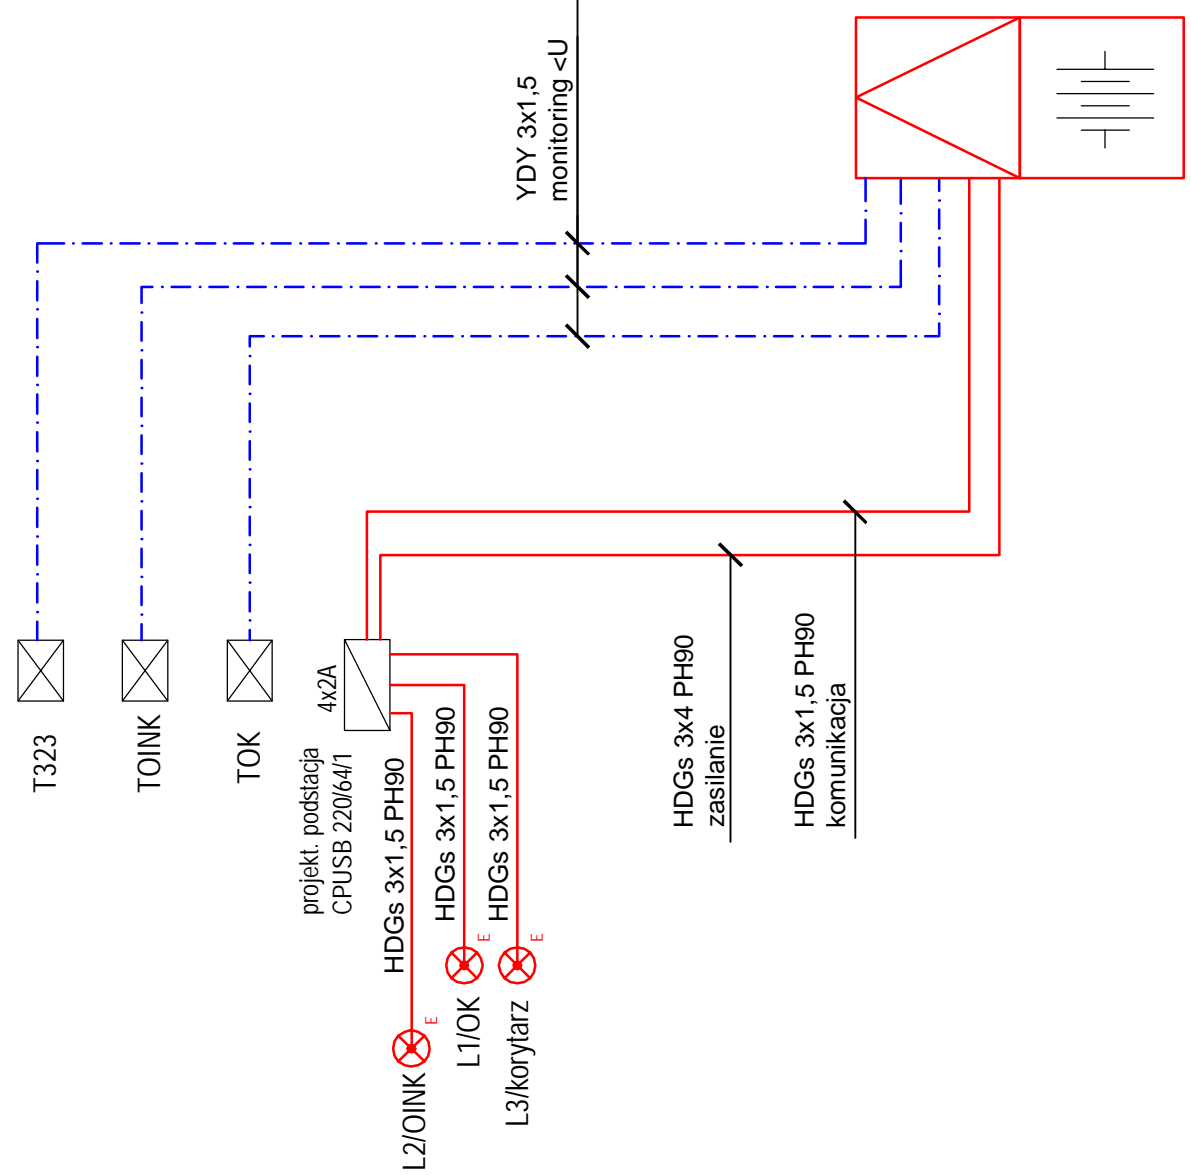 YDY 3x1,5
monitoring <U
T323
TOINK
TOK
4x2A
projekt. podstacja
CPUSB 220/64/1
HDGs 3x1,5 PH90
HDGs 3x1,5 PH90
HDGs 3x1,5 PH90
HDGs 3x4 PH90
zasilanie
HDGs 3x1,5 PH90
komunikacja
E
L2/OINK
E
L1/OK
E
L3/korytarz